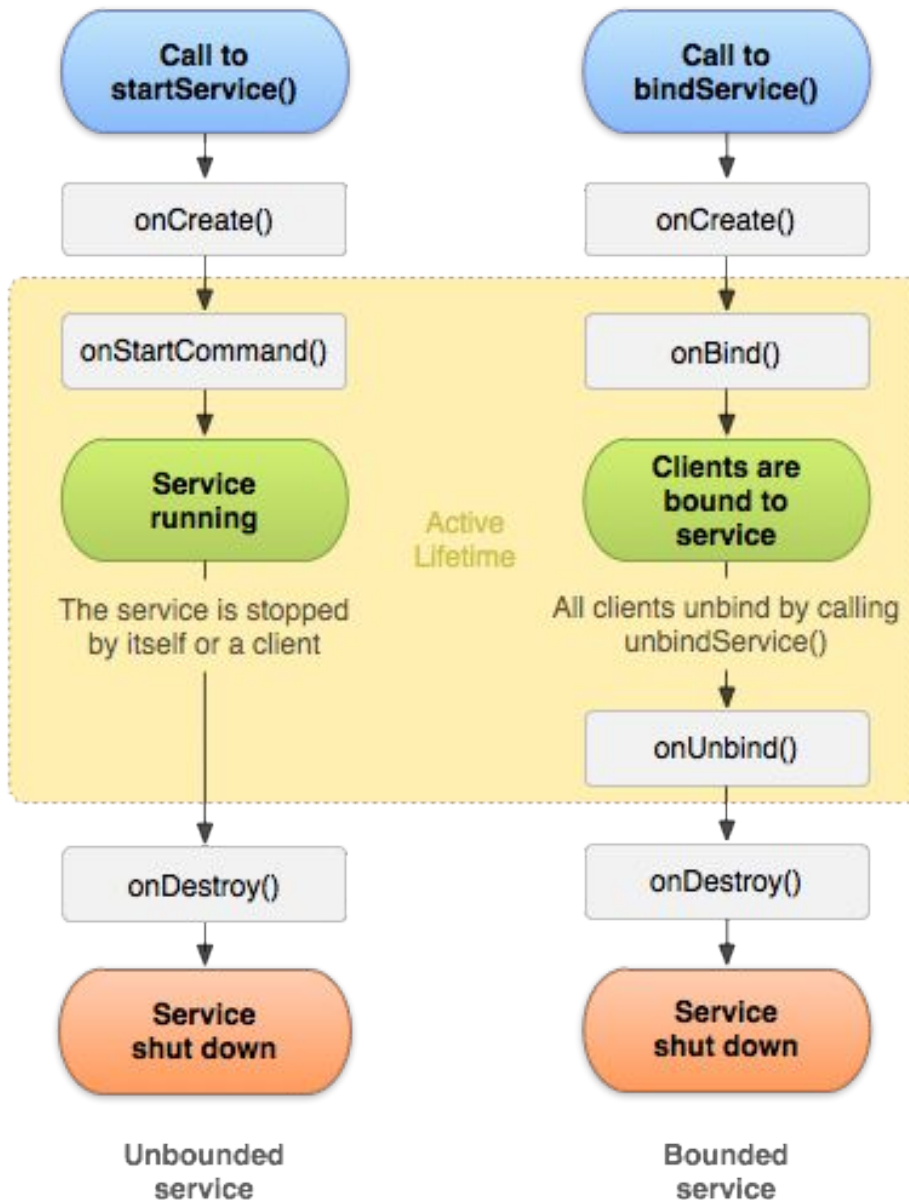 Call to
startService()
onCreate()
onStartCommand()
Service
running
The service is stopped
by itself or a client
onDestroy()
Service
shut down
Unbounded
service
Active
Lifetime
Call to
bindService()
onCreate()
onBind()
Clients are
bound to
service
All clients unbind by calling
unbindService()
onUnbind()
onDestroy()
Service
shut down
Bounded
service